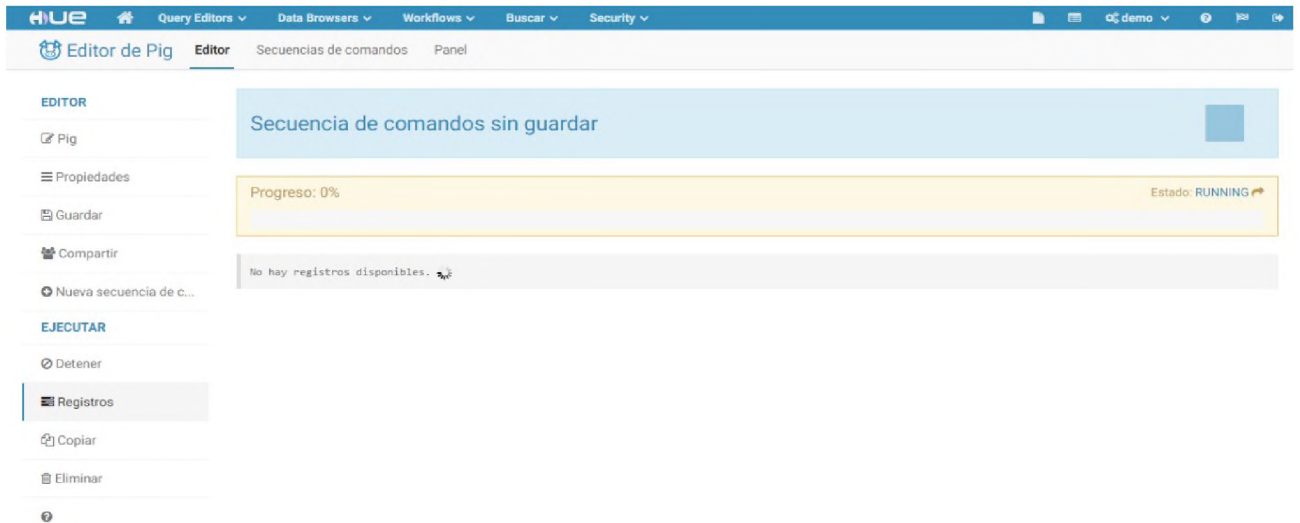 HUE Query Editors Data Browsers Workflows Buscar Security demo
Editor de Pig Editor Secuencias de comandos Panel
EDITOR
Pig
Propiedades
Guardar
Compartir
Nueva secuencia de c...
EJECUTAR
Detener
Registros
Copiar
Eliminar
Secuencia de comandos sin guardar
Progreso: 0% Estado: RUNNING
No hay registros disponibles.